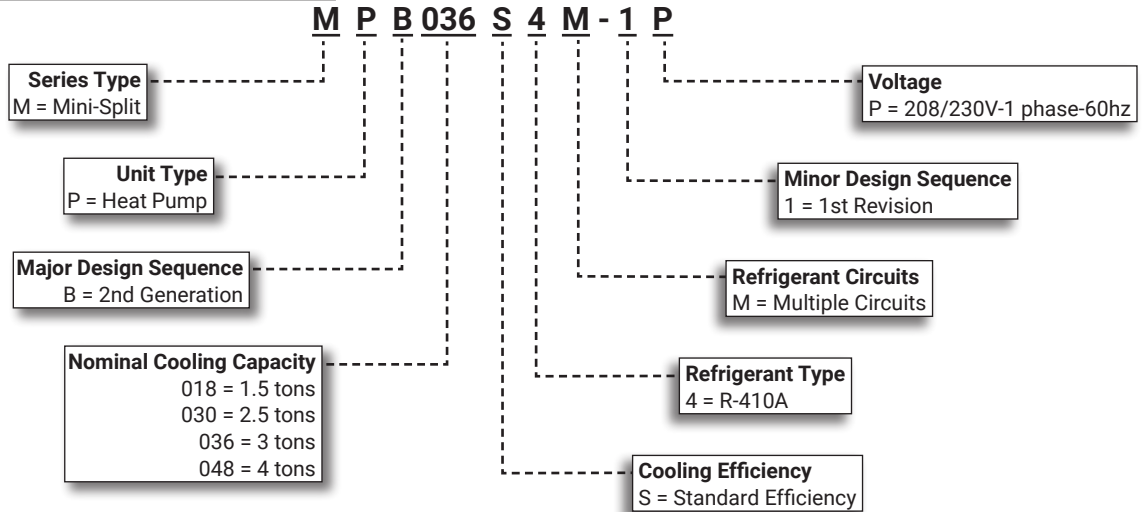 M P B 036 S 4 M - 1 P
Series Type
M = Mini-Split
Voltage
P = 208/230V-1 phase-60hz
Unit Type
P = Heat Pump
Minor Design Sequence
1 = 1st Revision
Major Design Sequence
B = 2nd Generation
Refrigerant Circuits
M = Multiple Circuits
Nominal Cooling Capacity
018 = 1.5 tons
030 = 2.5 tons
036 = 3 tons
048 = 4 tons
Refrigerant Type
4 = R-410A
Cooling Efficiency
S = Standard Efficiency